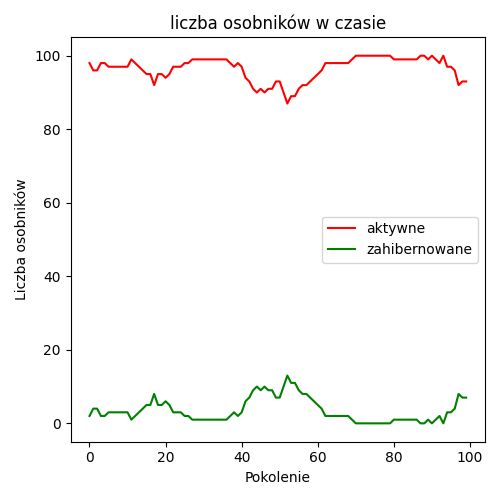 liczba osobników w czasie
Liczba osobników
100
80
60
40
20
0
aktywne
zahibernowane
0 20 40 60 80 100
Pokolenie